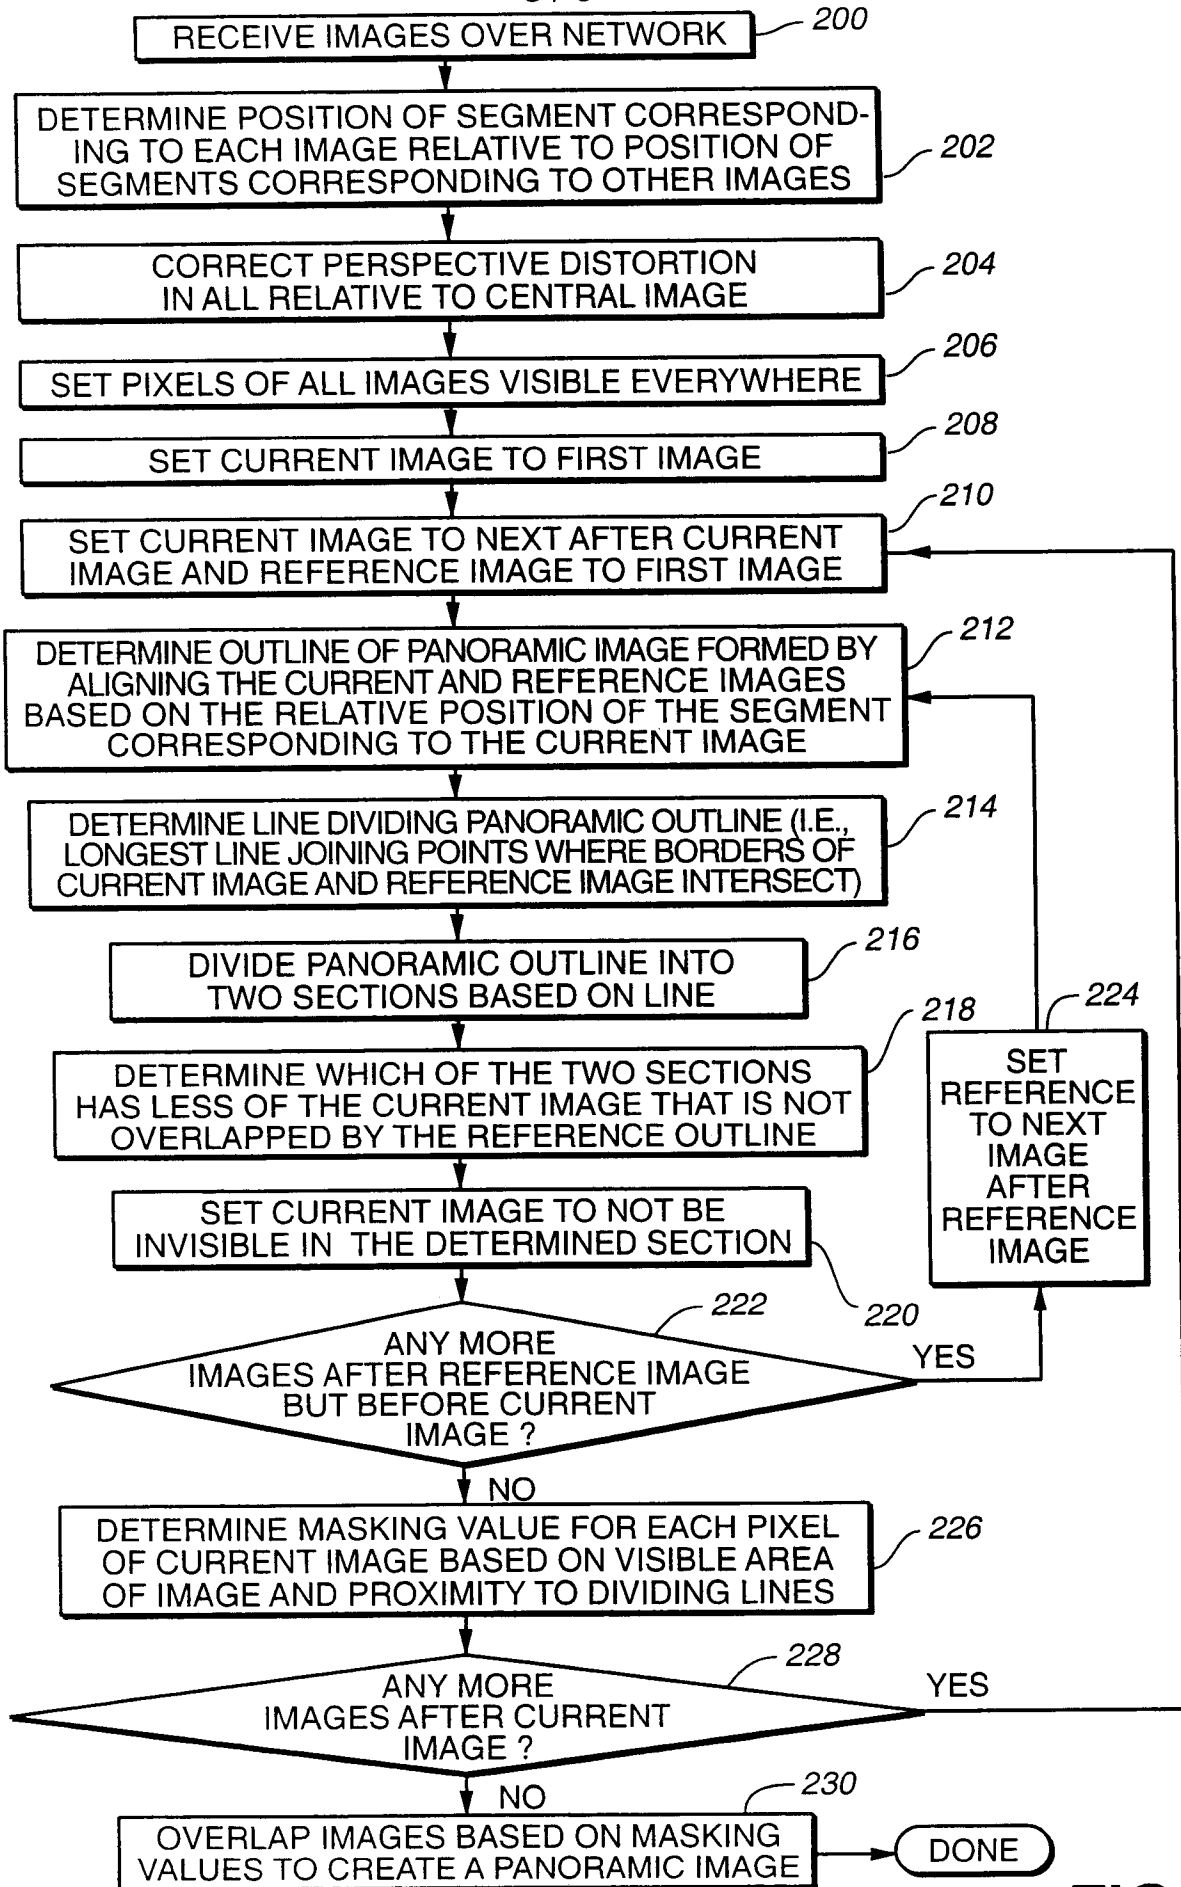 RECEIVE IMAGES OVER NETWORK
200
DETERMINE POSITION OF SEGMENT CORRESPOND-
ING TO EACH IMAGE RELATIVE TO POSITION OF
SEGMENTS CORRESPONDING TO OTHER IMAGES
202
CORRECT PERSPECTIVE DISTORTION
IN ALL RELATIVE TO CENTRAL IMAGE
204
SET PIXELS OF ALL IMAGES VISIBLE EVERYWHERE
206
SET CURRENT IMAGE TO FIRST IMAGE
208
SET CURRENT IMAGE TO NEXT AFTER CURRENT
IMAGE AND REFERENCE IMAGE TO FIRST IMAGE
210
DETERMINE OUTLINE OF PANORAMIC IMAGE FORMED BY
ALIGNING THE CURRENT AND REFERENCE IMAGES
BASED ON THE RELATIVE POSITION OF THE SEGMENT
CORRESPONDING TO THE CURRENT IMAGE
212
DETERMINE LINE DIVIDING PANORAMIC OUTLINE (I.E.,
LONGEST LINE JOINING POINTS WHERE BORDERS OF
CURRENT IMAGE AND REFERENCE IMAGE INTERSECT)
214
DIVIDE PANORAMIC OUTLINE INTO
TWO SECTIONS BASED ON LINE
216
DETERMINE WHICH OF THE TWO SECTIONS
HAS LESS OF THE CURRENT IMAGE THAT IS NOT
OVERLAPPED BY THE REFERENCE OUTLINE
218
SET CURRENT IMAGE TO NOT BE
INVISIBLE IN THE DETERMINED SECTION
220
ANY MORE
IMAGES AFTER REFERENCE IMAGE
BUT BEFORE CURRENT
IMAGE ?
222
YES
SET
REFERENCE
TO NEXT
IMAGE
AFTER
REFERENCE
IMAGE
224
NO
DETERMINE MASKING VALUE FOR EACH PIXEL
OF CURRENT IMAGE BASED ON VISIBLE AREA
OF IMAGE AND PROXIMITY TO DIVIDING LINES
226
ANY MORE
IMAGES AFTER CURRENT
IMAGE ?
228
YES
NO
OVERLAP IMAGES BASED ON MASKING
VALUES TO CREATE A PANORAMIC IMAGE
230
DONE